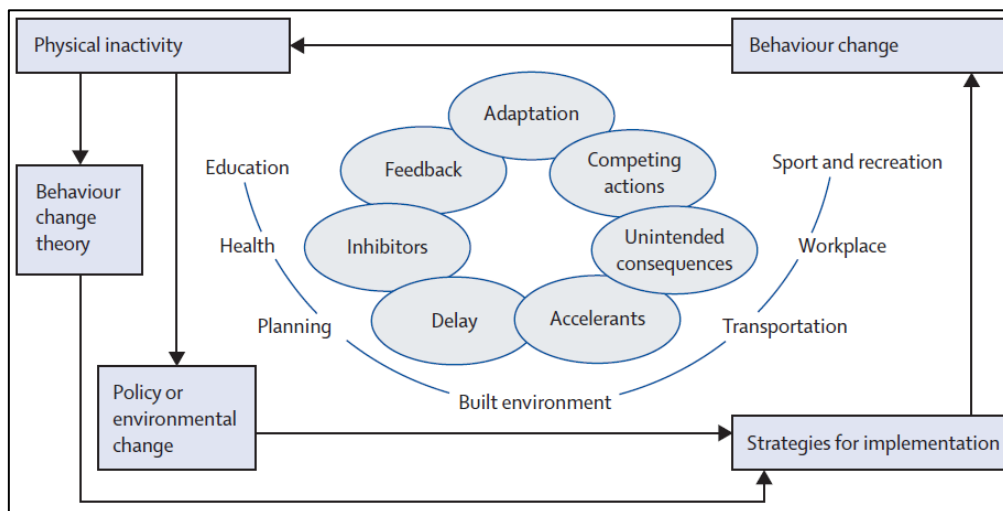 Physical inactivity
Behaviour change
Adaptation
Competing
actions
Feedback
Education
Sport and recreation
Behaviour
change
theory
Inhibitors
Health
Unintended
consequences
Workplace
Planning
Delay
Accelerants
Transportation
Policy or
environmental
change
Built environment
Strategies for implementation